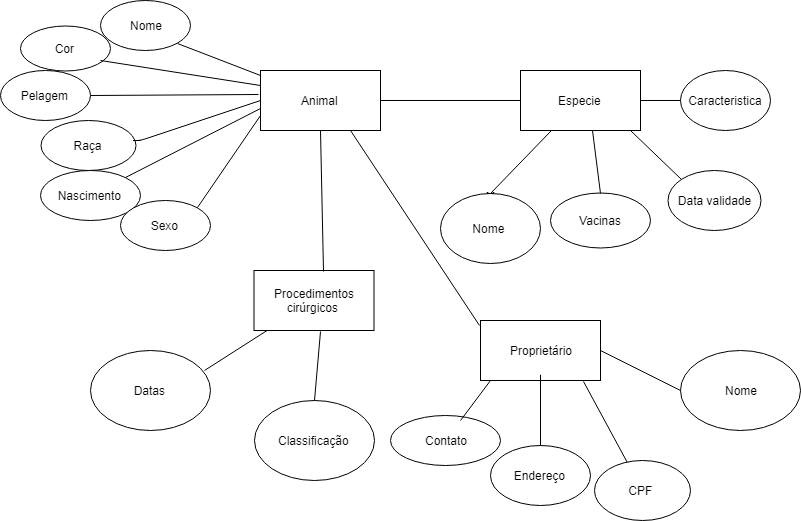 Nome
Cor
Pelagem
Animal
Especie
Caracteristica
Raça
Nascimento
Sexo
Nome
Vacinas
Data validade
Procedimentos
cirúrgicos
Proprietário
Datas
Nome
Classificação
Contato
Endereço
CPF